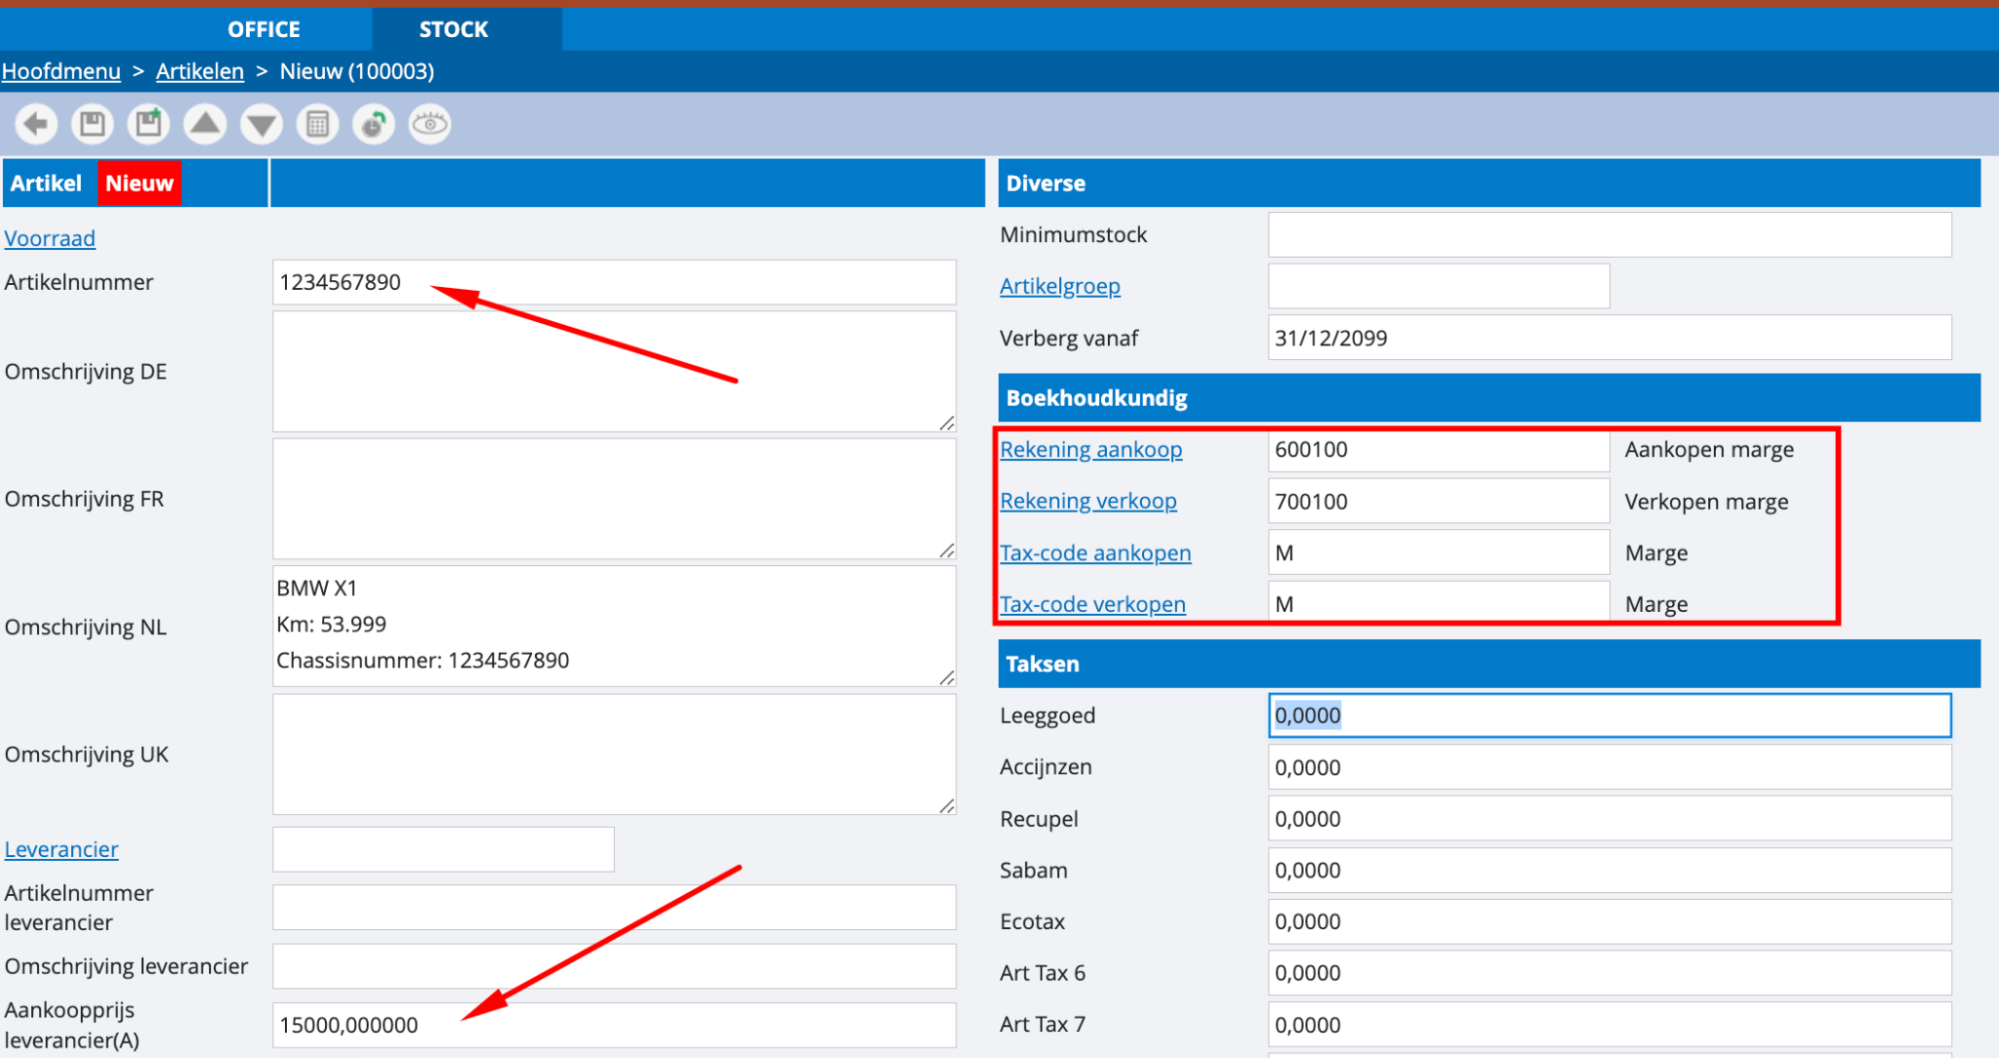 OFFICE STOCK
Hoofdmenu > Artikelen > Nieuw (100003)
Artikel Nieuw
Voorraad
Artikelnummer 1234567890
Omschrijving DE
Omschrijving FR
Omschrijving NL
BMW X1
Km: 53.999
Chassisnummer: 1234567890
Omschrijving UK
Leverancier
Artikelnummer
leverancier
Omschrijving leverancier
Aankoopprijs
leverancier(A)
15000,000000
Diverse
Minimumstock
Artikelgroep
Verberg vanaf 31/12/2099
Boekhoudkundig
Rekening aankoop 600100 Aankopen marge
Rekening verkoop 700100 Verkopen marge
Tax-code aankopen M Marge
Tax-code verkopen M Marge
Taksen
Leeggoed 0,0000
Accijnzen 0,0000
Recupel 0,0000
Sabam 0,0000
Ecotax 0,0000
Art Tax 6 0,0000
Art Tax 7 0,0000